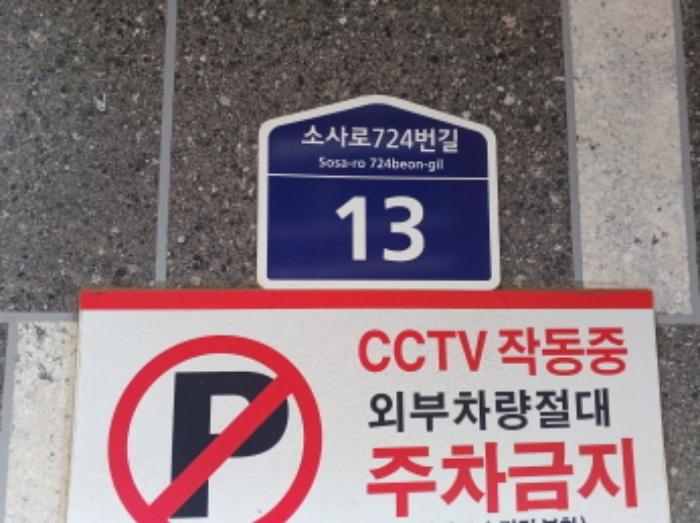 소사로724번길
Sosa-ro 724beon-gil
13
P
CCTV 작동중
외부차량절대
주차금지